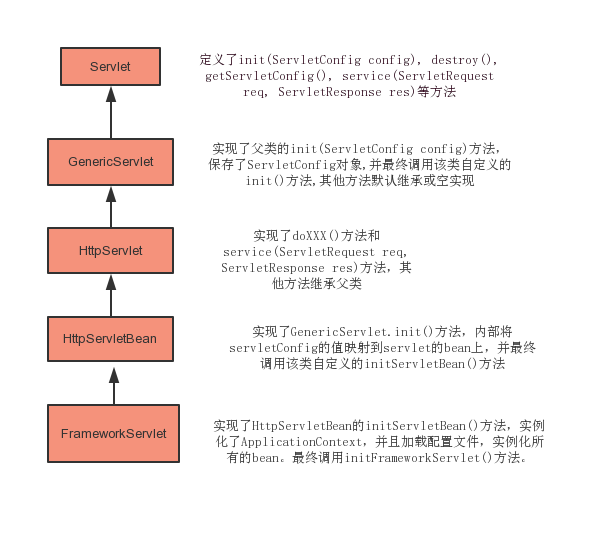 Servlet
定义了init(ServletConfig config), destroy(),
getServletConfig(), service(ServletRequest
req, ServletResponse res)等方法
GenericServlet
实现了父类的init(ServletConfig config)方法,
保存了ServletConfig对象,并最终调用该类自定义的
init()方法,其他方法默认继承或空实现
HttpServlet
实现了doXXX()方法和
service(ServletRequest req,
ServletResponse res)方法, 其
他方法继承父类
HttpServletBean
实现了GenericServlet.init()方法, 内部将
servletConfig的值映射到servlet的bean上, 并最终
调用该类自定义的initServletBean()方法
FrameworkServlet
实现了HttpServletBean的initServletBean()方法, 实例
化了ApplicationContext, 并且加载配置文件, 实例化所
有的bean。最终调用initFrameworkServlet()方法。